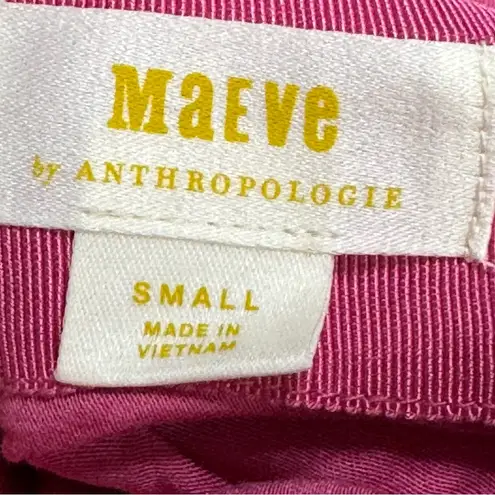 MaEve
by ANTHROPOLOGIE
SMALL
MADE IN
VIETNAM